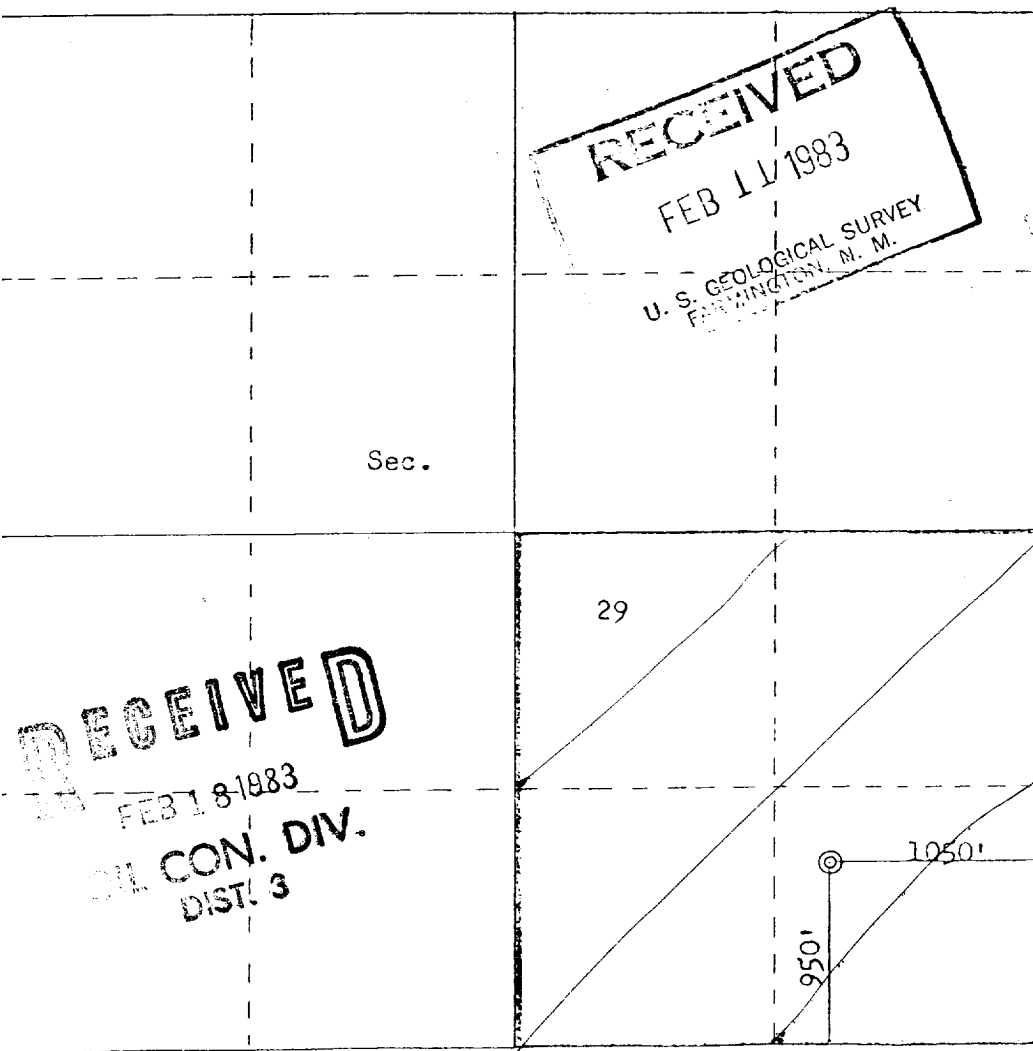 RECEIVED
FEB 11 1983
U. S. GEOLOGICAL SURVEY
FARMINGTON, N. M.
Sec.
29
RECEIVED
FEB 18 1983
OIL CON. DIV.
DIST. 3
1050'
950'